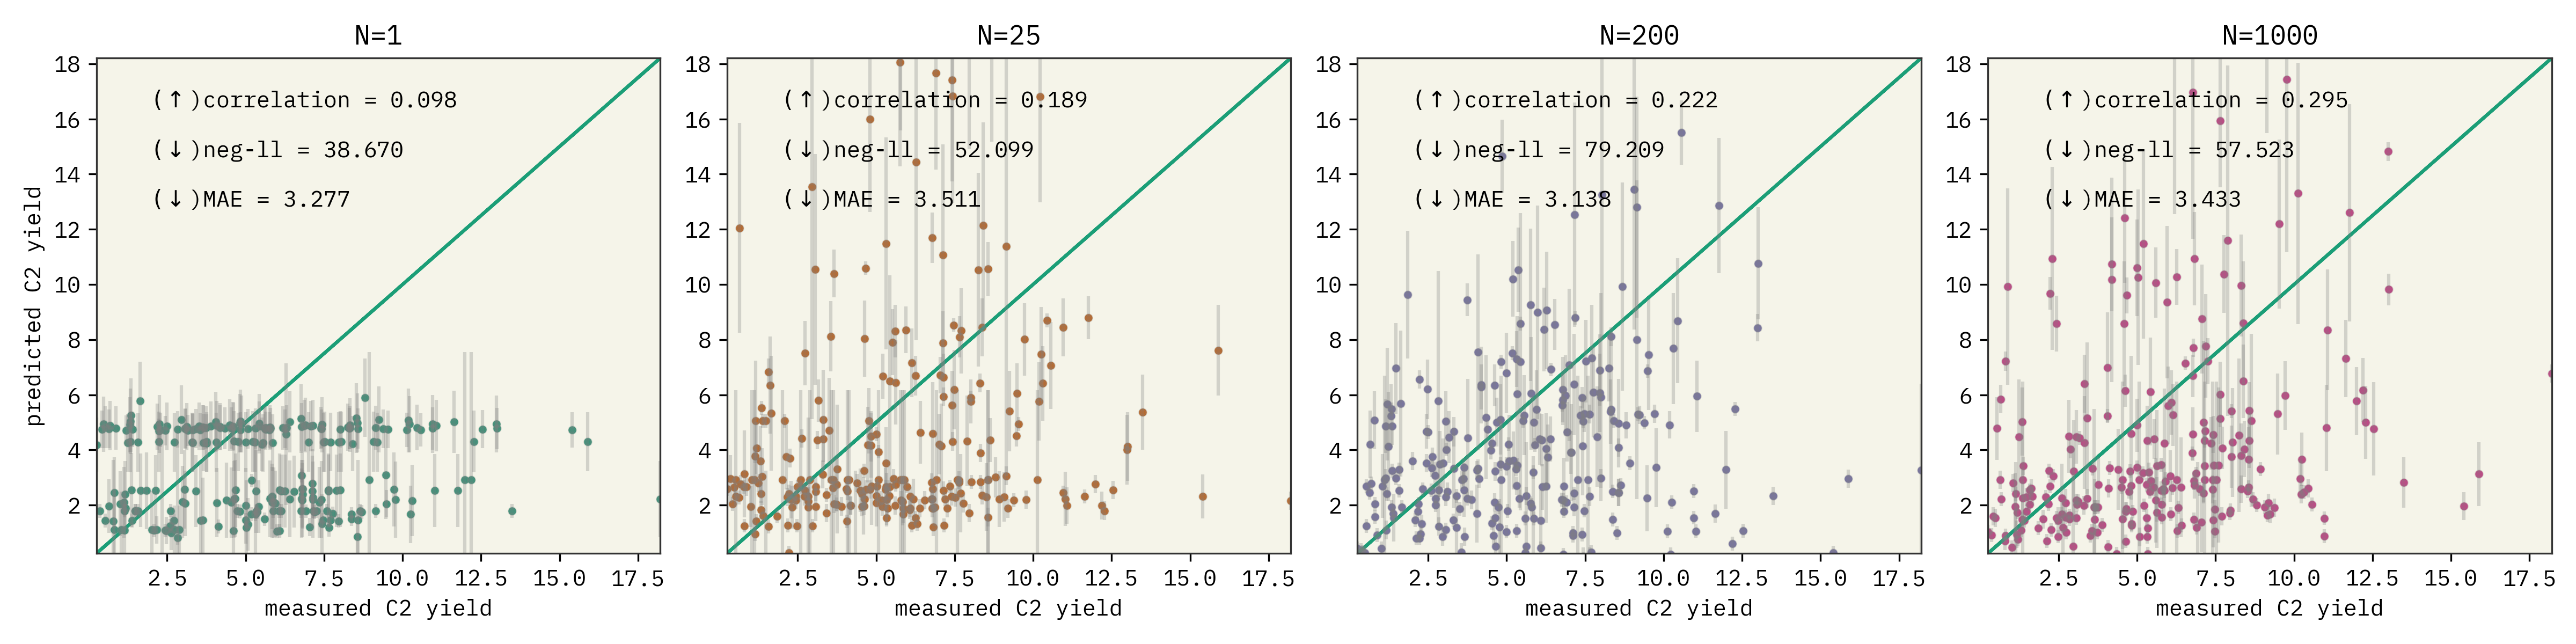 N=1
N=25
N=200
N=1000
predicted C2 yield
18
16
14
12
10
8
6
4
2
(↑)correlation = 0.098
(↓)neg-ll = 38.670
(↓)MAE = 3.277
2.5 5.0 7.5 10.0 12.5 15.0 17.5
measured C2 yield
18
16
14
12
10
8
6
4
2
(↑)correlation = 0.189
(↓)neg-ll = 52.099
(↓)MAE = 3.511
2.5 5.0 7.5 10.0 12.5 15.0 17.5
measured C2 yield
18
16
14
12
10
8
6
4
2
(↑)correlation = 0.222
(↓)neg-ll = 79.209
(↓)MAE = 3.138
2.5 5.0 7.5 10.0 12.5 15.0 17.5
measured C2 yield
18
16
14
12
10
8
6
4
2
(↑)correlation = 0.295
(↓)neg-ll = 57.523
(↓)MAE = 3.433
2.5 5.0 7.5 10.0 12.5 15.0 17.5
measured C2 yield